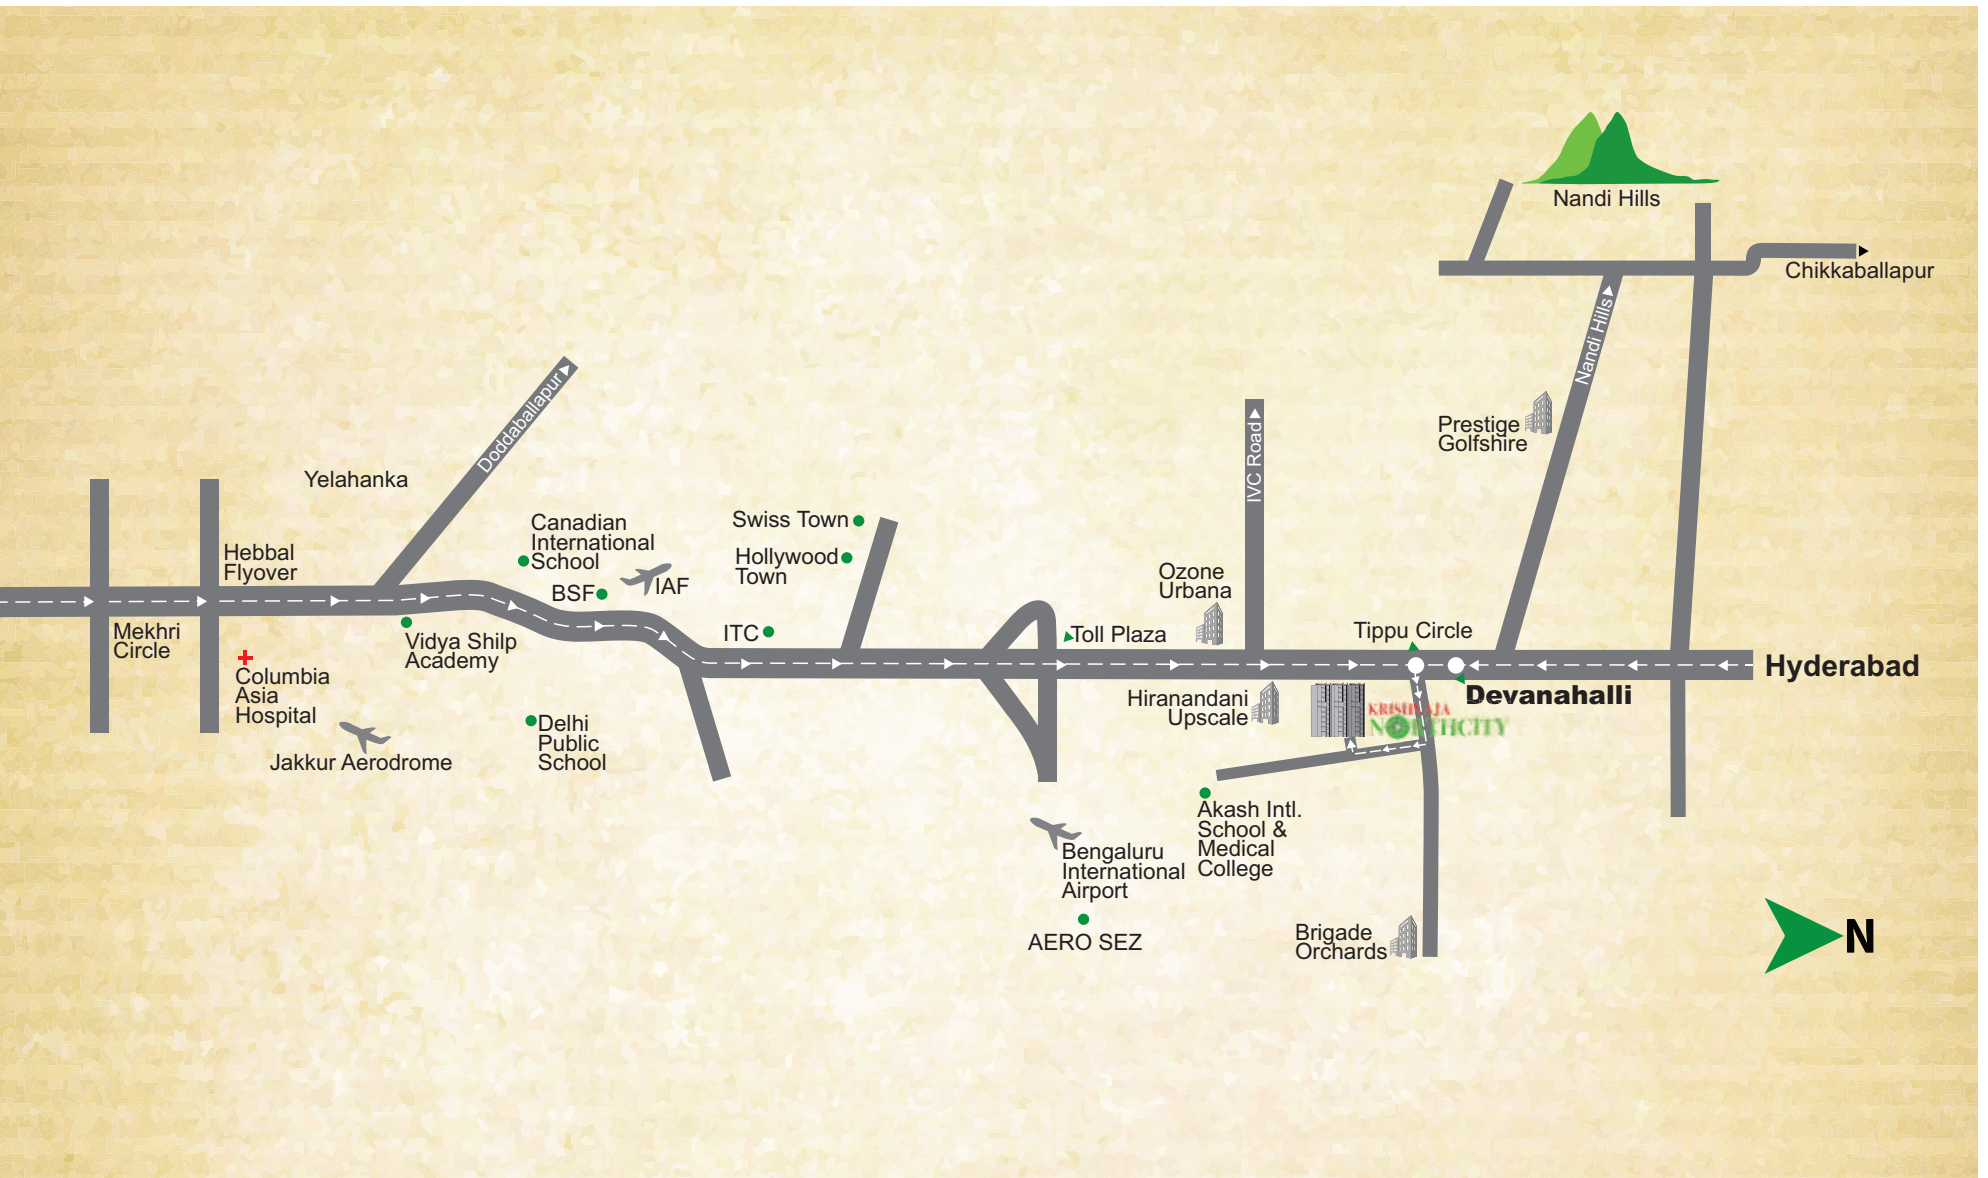 Nandi Hills
Chikkaballapur
Nandi Hills
Doddaballapur
IVC Road
Prestige
Golfshire
Yelahanka
Hebbal
Flyover
Canadian
International
School
BSF
IAF
Swiss Town
Hollywood
Town
Ozone
Urbana
Mekhri
Circle
Vidya Shilp
Academy
ITC
Toll Plaza
Tippu Circle
Hyderabad
Columbia
Asia
Hospital
Hiranandani
Upscale
KRISHNAJA
NORTHCITY
Devanahalli
Jakkur Aerodrome
Delhi
Public
School
Akash Intl.
School &
Medical
College
Bengaluru
International
Airport
AERO SEZ
Brigade
Orchards
N